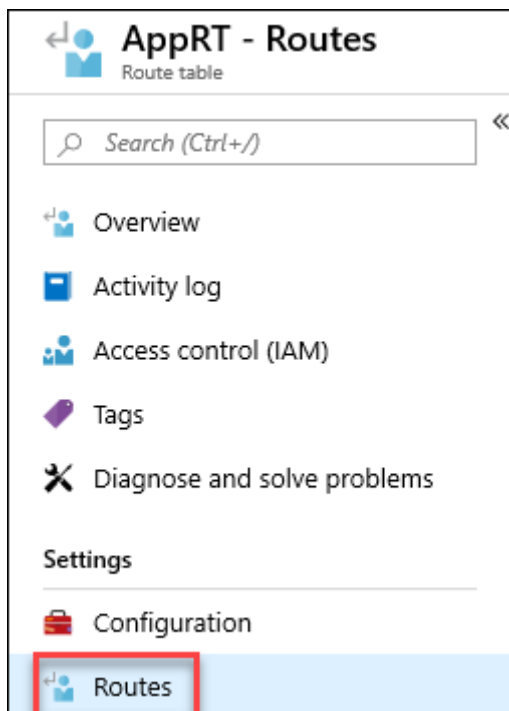 AppRT - Routes
Route table
Search (Ctrl+/)
Overview
Activity log
Access control (IAM)
Tags
Diagnose and solve problems
Settings
Configuration
Routes